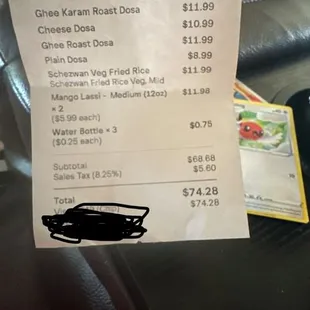 Ghee Karam Roast Dosa $11.99
Cheese Dosa $10.99
Ghee Roast Dosa $11.99
Plain Dosa $8.99
Schezwan Veg Fried Rice $11.99
Schezwan Fried Rice Veg, Mild
Mango Lassi - Medium (12oz) $11.98
× 2
($5.99 each)
Water Bottle × 3 $0.75
($0.25 each)
Subtotal $68.68
Sales Tax (8.25%) $5.60
Total $74.28
$74.28